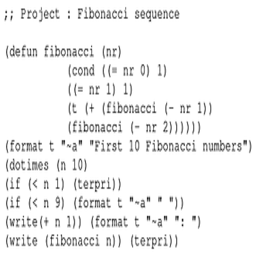 ;; Project : Fibonacci sequence

(defun fibonacci (nr)
(cond ((= nr 0) 1)
((= nr 1) 1)
(t (+ (fibonacci (- nr 1))
(fibonacci (- nr 2))))))
(format t "~a" "First 10 Fibonacci numbers")
(dotimes (n 10)
(if (< n 1) (terpri))
(if (< n 9) (format t "~a" " "))
(write(+ n 1)) (format t "~a" ": ")
(write (fibonacci n)) (terpri))